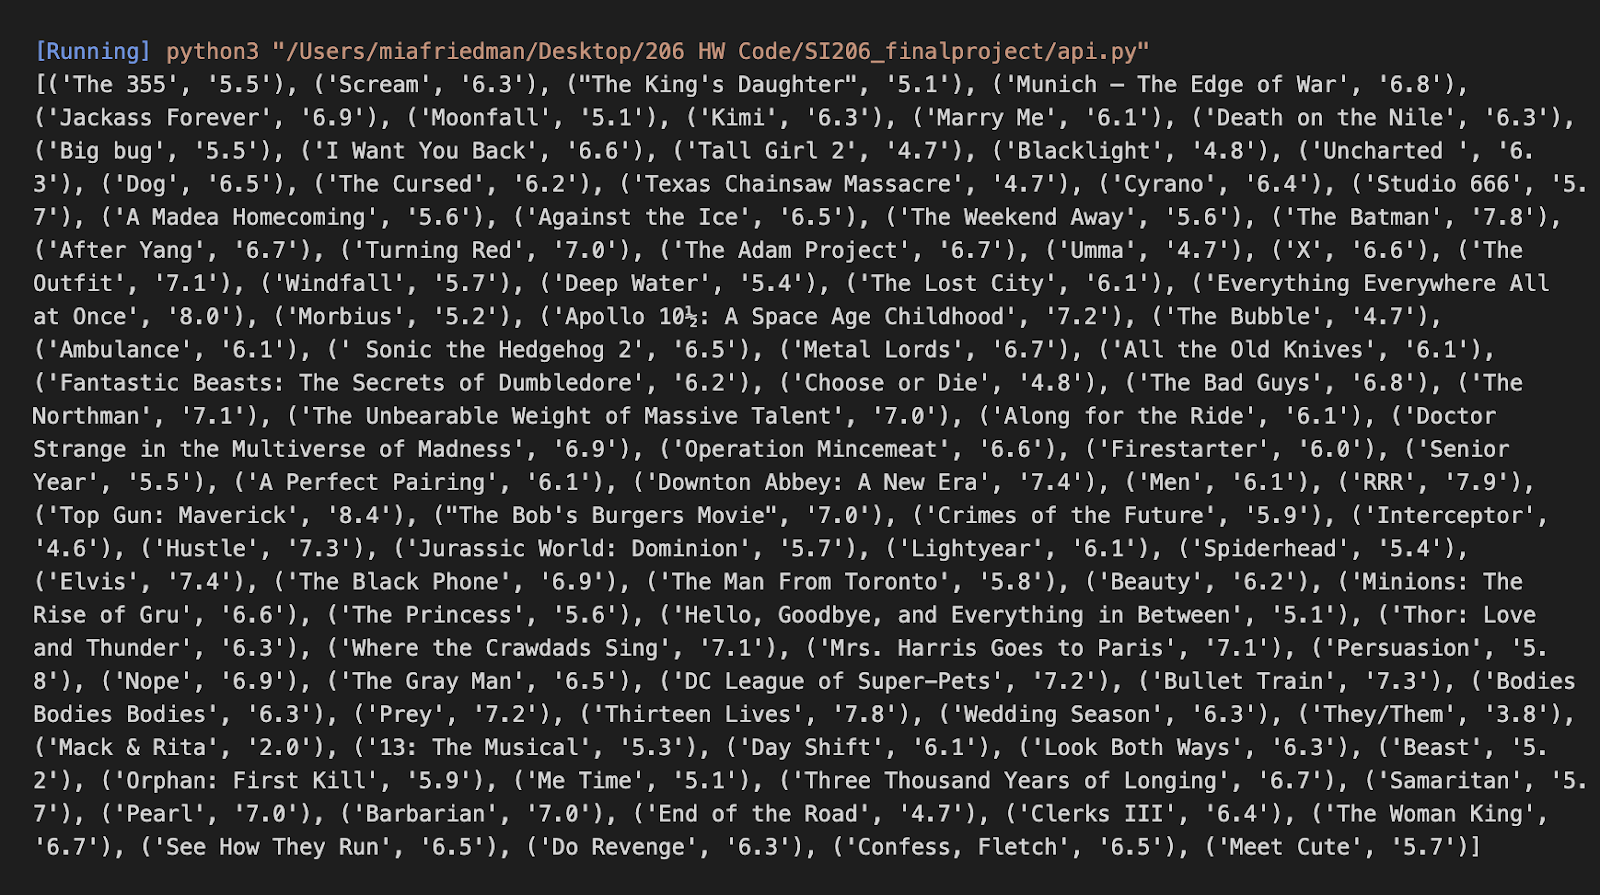 [Running] python3 "/Users/miafriedman/Desktop/206 HW Code/SI206_finalproject/api.py"
[('The 355', '5.5'), ('Scream', '6.3'), ("The King's Daughter", '5.1'), ('Munich – The Edge of War', '6.8'),
('Jackass Forever', '6.9'), ('Moonfall', '5.1'), ('Kimi', '6.3'), ('Marry Me', '6.1'), ('Death on the Nile', '6.3'),
('Big bug', '5.5'), ('I Want You Back', '6.6'), ('Tall Girl 2', '4.7'), ('Blacklight', '4.8'), ('Uncharted ', '6.
3'), ('Dog', '6.5'), ('The Cursed', '6.2'), ('Texas Chainsaw Massacre', '4.7'), ('Cyrano', '6.4'), ('Studio 666', '5.
7'), ('A Madea Homecoming', '5.6'), ('Against the Ice', '6.5'), ('The Weekend Away', '5.6'), ('The Batman', '7.8'),
('After Yang', '6.7'), ('Turning Red', '7.0'), ('The Adam Project', '6.7'), ('Umma', '4.7'), ('X', '6.6'), ('The
Outfit', '7.1'), ('Windfall', '5.7'), ('Deep Water', '5.4'), ('The Lost City', '6.1'), ('Everything Everywhere All
at Once', '8.0'), ('Morbius', '5.2'), ('Apollo 10½: A Space Age Childhood', '7.2'), ('The Bubble', '4.7'),
('Ambulance', '6.1'), (' Sonic the Hedgehog 2', '6.5'), ('Metal Lords', '6.7'), ('All the Old Knives', '6.1'),
('Fantastic Beasts: The Secrets of Dumbledore', '6.2'), ('Choose or Die', '4.8'), ('The Bad Guys', '6.8'), ('The
Northman', '7.1'), ('The Unbearable Weight of Massive Talent', '7.0'), ('Along for the Ride', '6.1'), ('Doctor
Strange in the Multiverse of Madness', '6.9'), ('Operation Mincemeat', '6.6'), ('Firestarter', '6.0'), ('Senior
Year', '5.5'), ('A Perfect Pairing', '6.1'), ('Downton Abbey: A New Era', '7.4'), ('Men', '6.1'), ('RRR', '7.9'),
('Top Gun: Maverick', '8.4'), ("The Bob's Burgers Movie", '7.0'), ('Crimes of the Future', '5.9'), ('Interceptor',
'4.6'), ('Hustle', '7.3'), ('Jurassic World: Dominion', '5.7'), ('Lightyear', '6.1'), ('Spiderhead', '5.4'),
('Elvis', '7.4'), ('The Black Phone', '6.9'), ('The Man From Toronto', '5.8'), ('Beauty', '6.2'), ('Minions: The
Rise of Gru', '6.6'), ('The Princess', '5.6'), ('Hello, Goodbye, and Everything in Between', '5.1'), ('Thor: Love
and Thunder', '6.3'), ('Where the Crawdads Sing', '7.1'), ('Mrs. Harris Goes to Paris', '7.1'), ('Persuasion', '5.
8'), ('Nope', '6.9'), ('The Gray Man', '6.5'), ('DC League of Super-Pets', '7.2'), ('Bullet Train', '7.3'), ('Bodies
Bodies Bodies', '6.3'), ('Prey', '7.2'), ('Thirteen Lives', '7.8'), ('Wedding Season', '6.3'), ('They/Them', '3.8'),
('Mack & Rita', '2.0'), ('13: The Musical', '5.3'), ('Day Shift', '6.1'), ('Look Both Ways', '6.3'), ('Beast', '5.
2'), ('Orphan: First Kill', '5.9'), ('Me Time', '5.1'), ('Three Thousand Years of Longing', '6.7'), ('Samaritan', '5.
7'), ('Pearl', '7.0'), ('Barbarian', '7.0'), ('End of the Road', '4.7'), ('Clerks III', '6.4'), ('The Woman King',
'6.7'), ('See How They Run', '6.5'), ('Do Revenge', '6.3'), ('Confess, Fletch', '6.5'), ('Meet Cute', '5.7')]